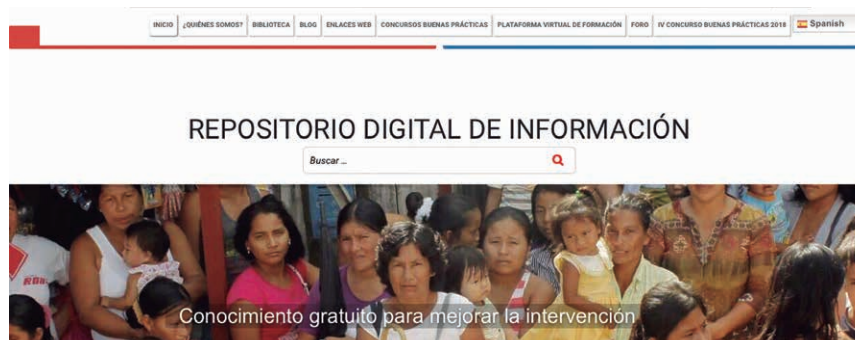 INICIO ¿QUIÉNES SOMOS? BIBLIOTECA BLOG ENLACES WEB CONCURSOS BUENAS PRÁCTICAS PLATAFORMA VIRTUAL DE FORMACIÓN FORO IV CONCURSO BUENAS PRÁCTICAS 2018 Spanish
REPOSITORIO DIGITAL DE INFORMACIÓN
Buscar ...
Conocimiento gratuito para mejorar la intervención